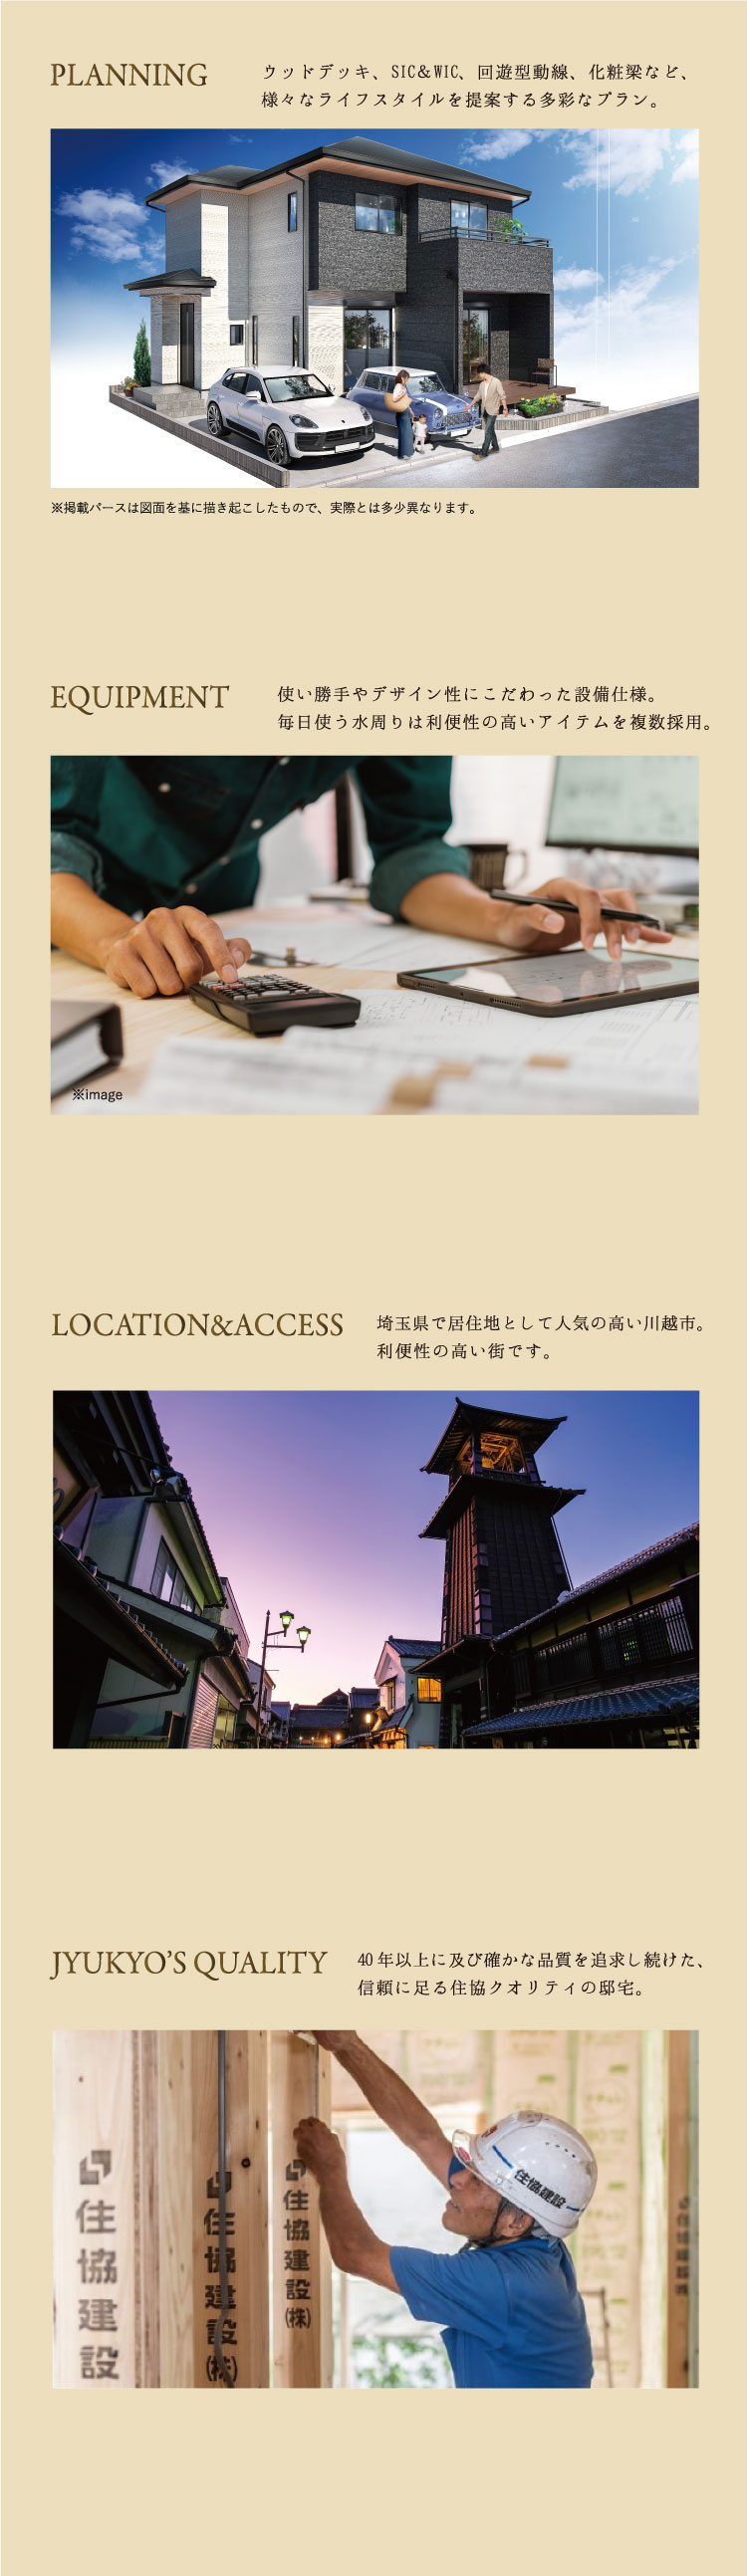 PLANNING
ウッドデッキ、SIC&WIC、回遊型動線、化粧梁など、
様々なライフスタイルを提案する多彩なプラン。
※掲載パースは図面を基に描き起こしたもので、実際とは多少異なります。
EQUIPMENT
使い勝手やデザイン性にこだわった設備仕様。
毎日使う水周りは利便性の高いアイテムを複数採用。
※image
LOCATION&ACCESS
埼玉県で居住地として人気の高い川越市。
利便性の高い街です。
JYUKYO'S QUALITY
40年以上に及び確かな品質を追求し続けた、
信頼に足る住協クオリティの邸宅。
住協建設
住協建設(株)
住協建設(株)
住協建設